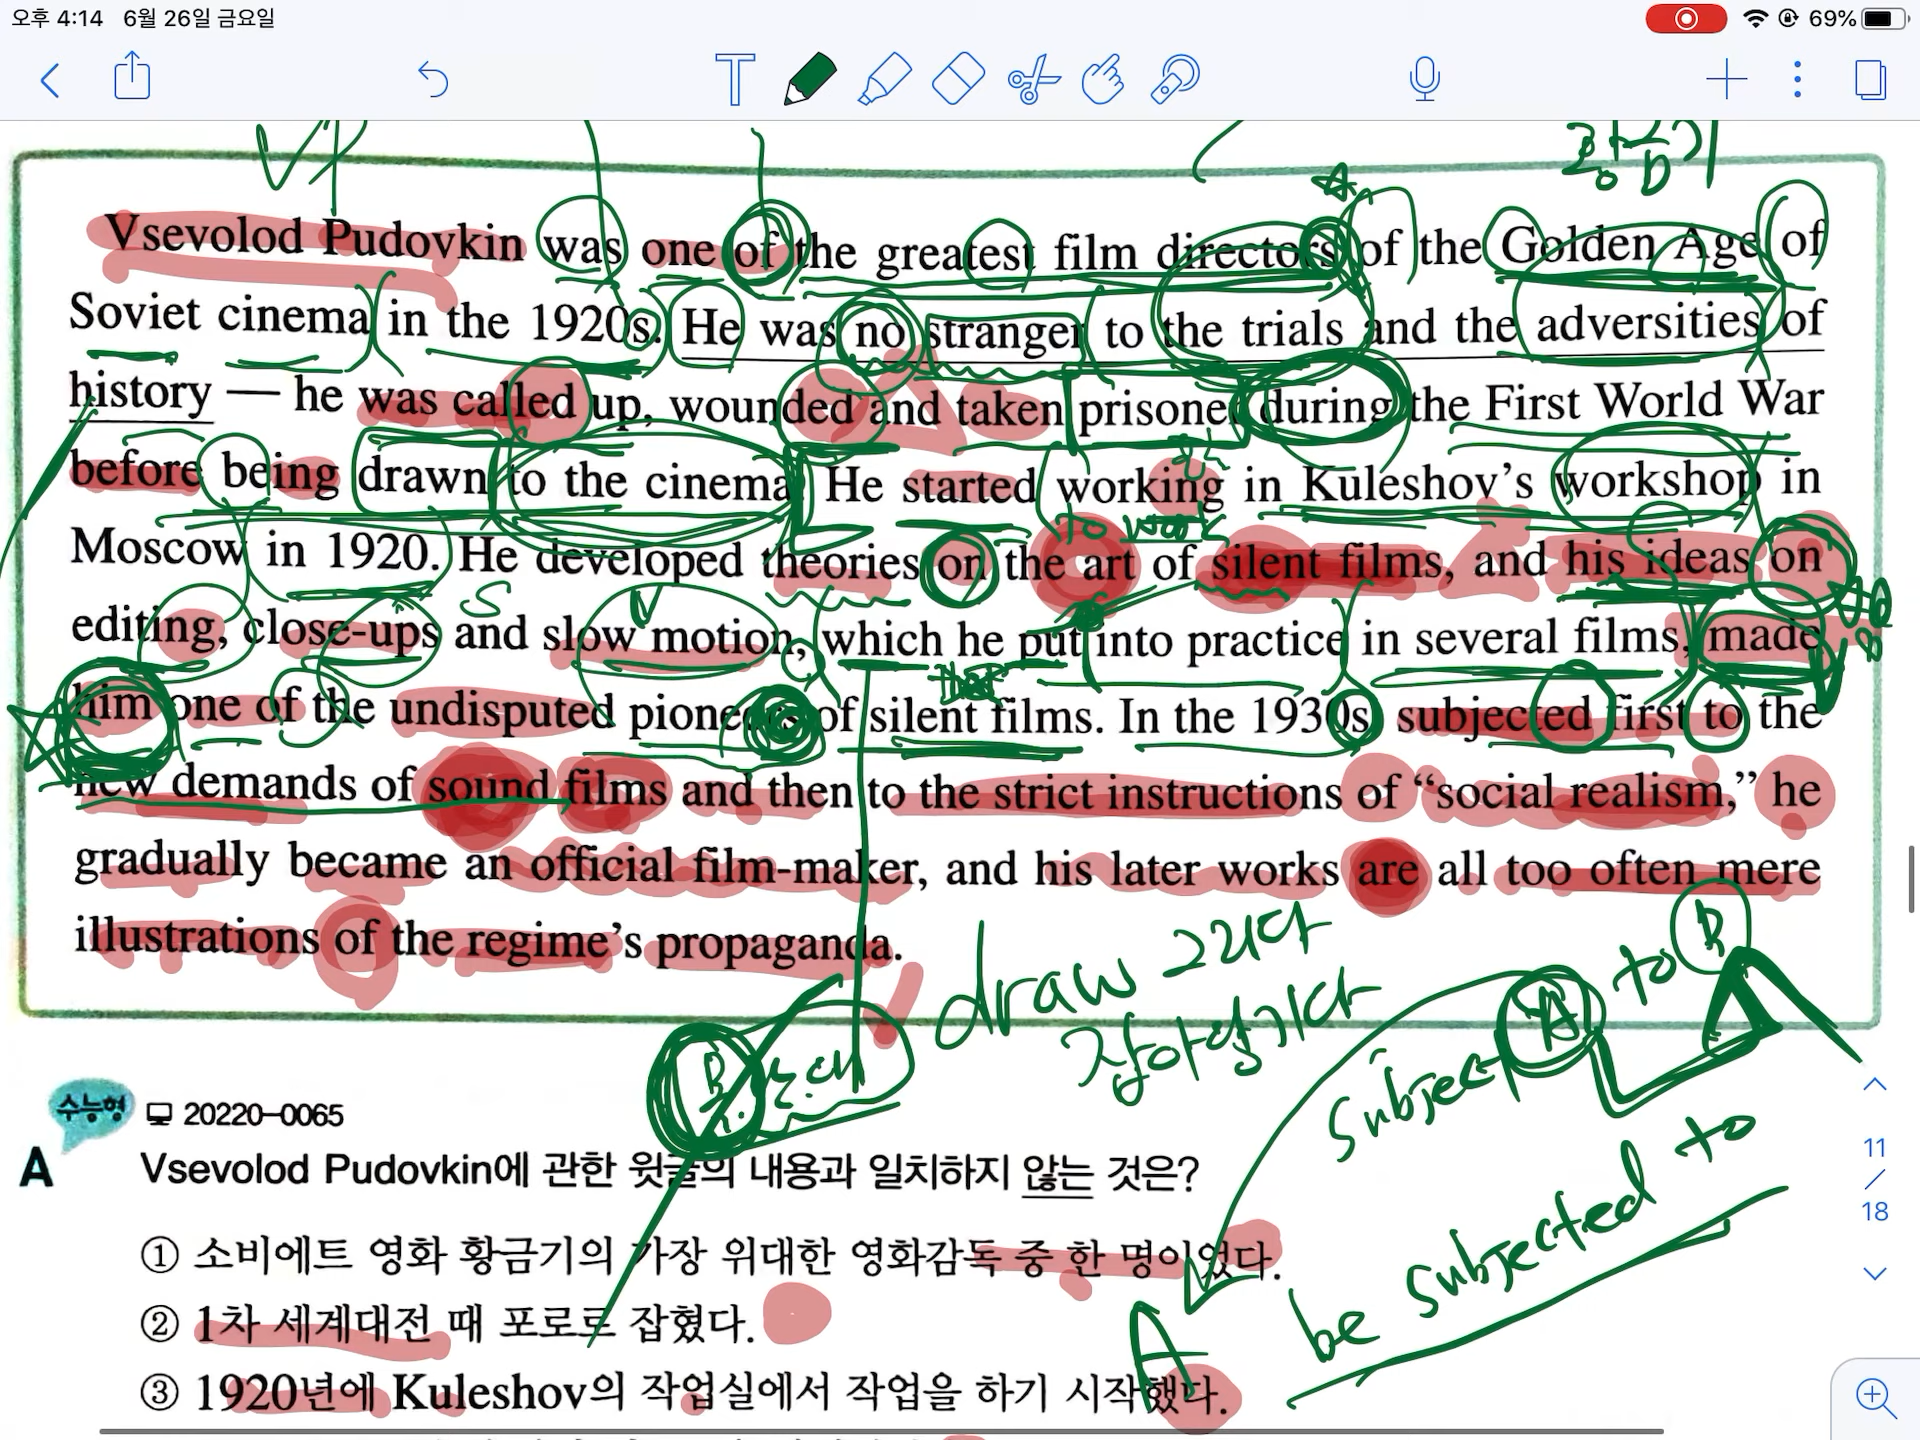 오후 4:14 6월 26일 금요일 69%
Vsevolod Pudovkin was one of the greatest film directors of the Golden Age of
Soviet cinema in the 1920s. He was no stranger to the trials and the adversities of
history — he was called up, wounded and taken prisoner during the First World War
before being drawn to the cinema. He started working in Kuleshov's workshop in
to work
Moscow in 1920. He developed theories on the art of silent films, and his ideas on
S
V
editing, close-ups and slow motion, which he put into practice in several films, made
him one of the undisputed pioneers of silent films. In the 1930s, subjected first to the
new demands of sound films and then to the strict instructions of “social realism,” he
gradually became an official film-maker, and his later works are all too often mere
illustrations of the regime's propaganda.
draw 그리다
잡아당기다
subject A to B
be subjected to
A
수능형 20220-0065
A Vsevolod Pudovkin에 관한 윗글의 내용과 일치하지 않는 것은?
① 소비에트 영화 황금기의 가장 위대한 영화감독 중 한 명이었다.
② 1차 세계대전 때 포로로 잡혔다.
③ 1920년에 Kuleshov의 작업실에서 작업을 하기 시작했다.
11
/
18